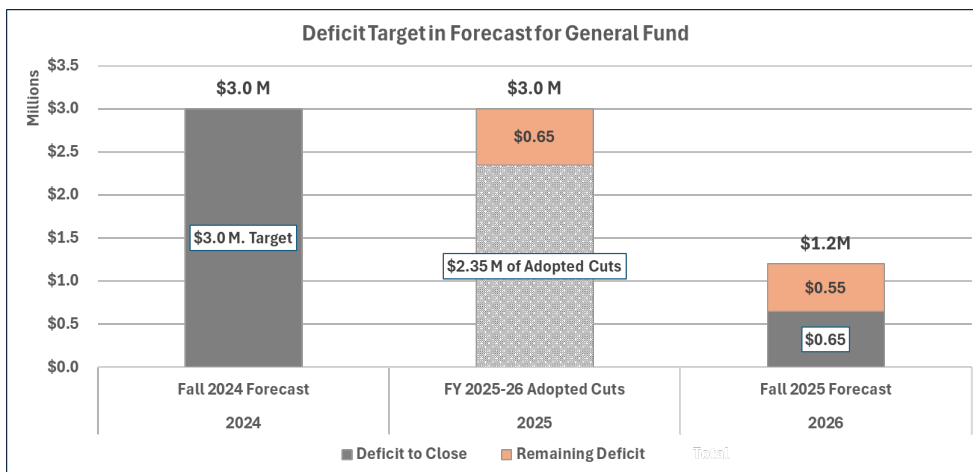 Deficit Target in Forecast for General Fund
Millions
$3.5
$3.0
$2.5
$2.0
$1.5
$1.0
$0.5
$0.0
$3.0 M
$3.0 M. Target
$3.0 M
$0.65
$2.35 M of Adopted Cuts
$1.2M
$0.55
$0.65
Fall 2024 Forecast
FY 2025-26 Adopted Cuts
Fall 2025 Forecast
2024
2025
2026
Deficit to Close
Remaining Deficit
Total